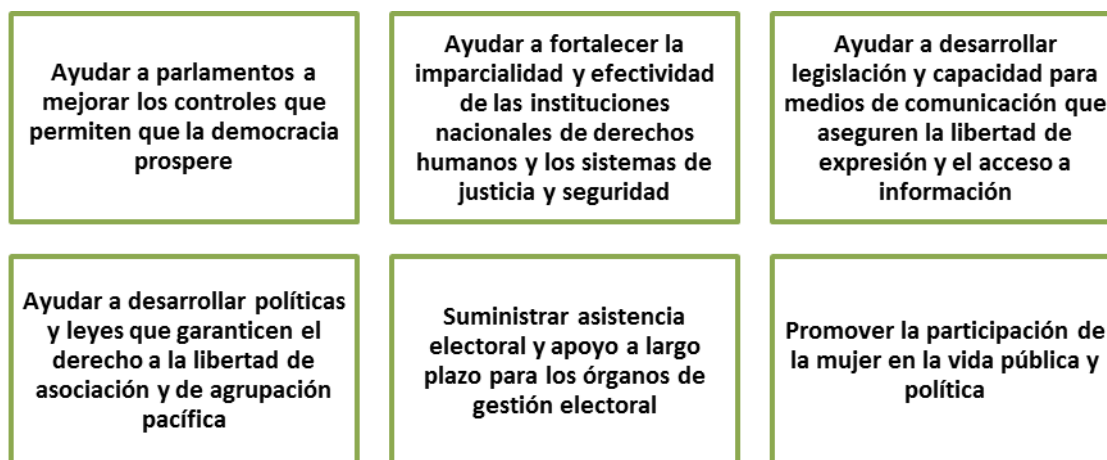 Ayudar a parlamentos a
mejorar los controles que
permiten que la democracia
prospere
Ayudar a fortalecer la
imparcialidad y efectividad
de las instituciones
nacionales de derechos
humanos y los sistemas de
justicia y seguridad
Ayudar a desarrollar
legislación y capacidad para
medios de comunicación que
aseguren la libertad de
expresión y el acceso a
información
Ayudar a desarrollar políticas
y leyes que garanticen el
derecho a la libertad de
asociación y de agrupación
pacífica
Suministrar asistencia
electoral y apoyo a largo
plazo para los órganos de
gestión electoral
Promover la participación de
la mujer en la vida pública y
política